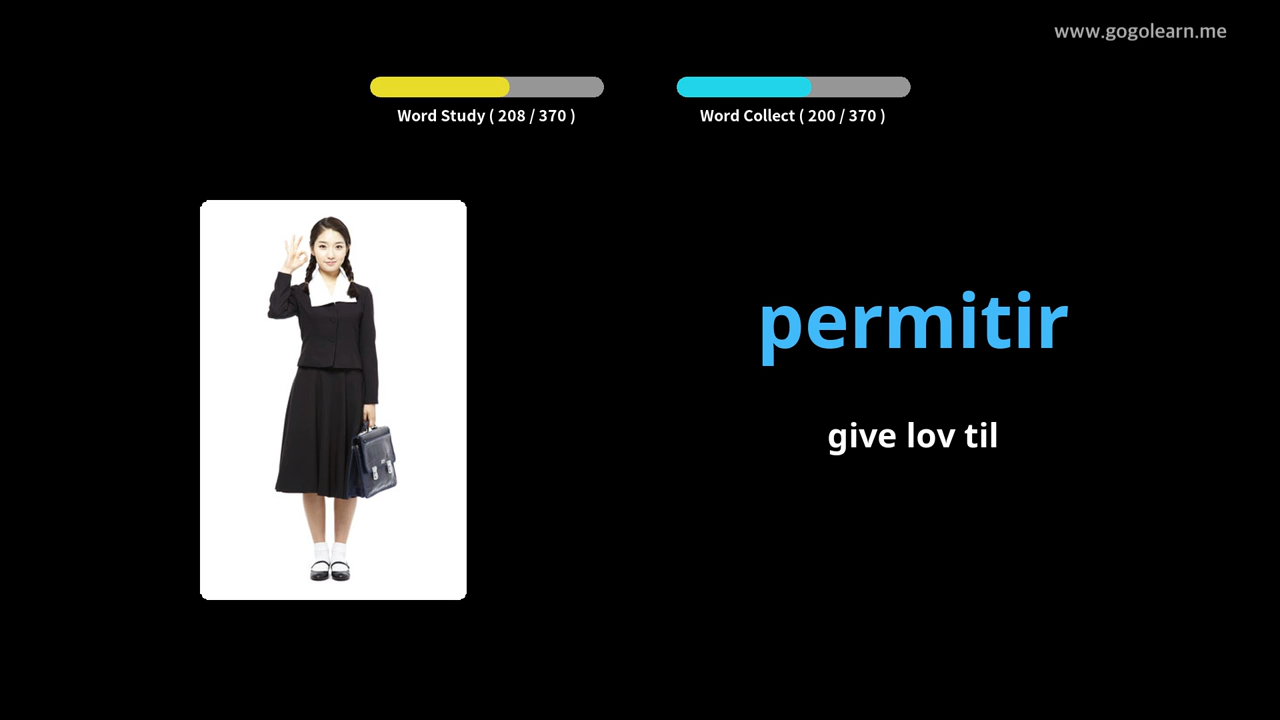 www.gogolearn.me
Word Study ( 208 / 370 )
Word Collect ( 200 / 370 )
permitir
give lov til